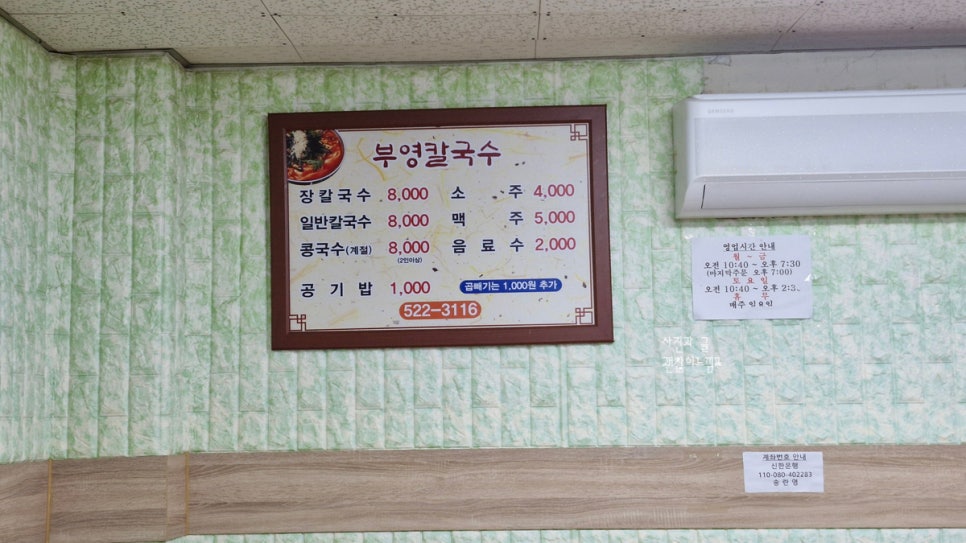 부영칼국수
장칼국수 8,000
일반칼국수 8,000
콩국수(계절) 8,000
(2인이상)
공기밥 1,000
소주 4,000
맥주 5,000
음료수 2,000
곱빼기는 1,000원 추가
522-3116
SAMSUNG
영업시간 안내
월 ~ 금
오전 10:40 ~ 오후 7:30
(마지막주문 오후 7:00)
토요일
오전 10:40 ~ 오후 2:3
휴무
매주 일요일
계좌번호 안내
신한은행
110-080-402283
송란영